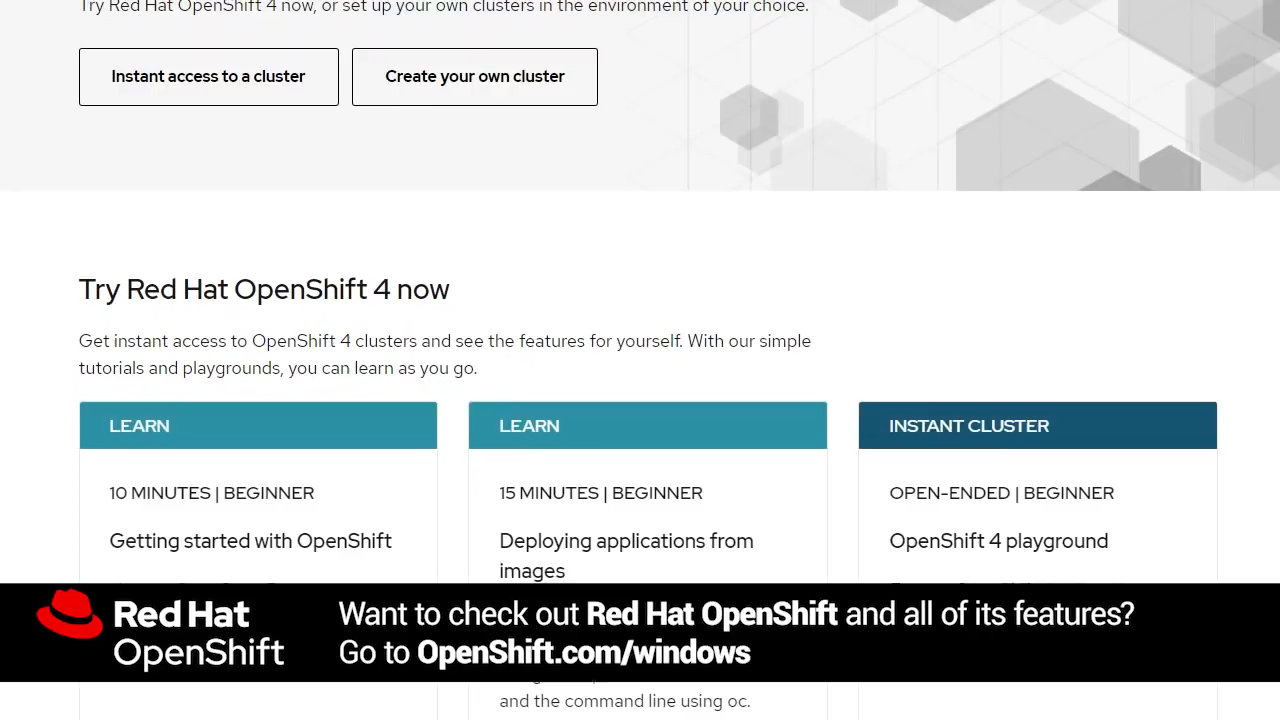 Try Red Hat OpenShift 4 now, or set up your own clusters in the environment of your choice.
Instant access to a cluster
Create your own cluster
Try Red Hat OpenShift 4 now
Get instant access to OpenShift 4 clusters and see the features for yourself. With our simple
tutorials and playgrounds, you can learn as you go.
LEARN
10 MINUTES | BEGINNER
Getting started with OpenShift
LEARN
15 MINUTES | BEGINNER
Deploying applications from
images
and the command line using oc.
INSTANT CLUSTER
OPEN-ENDED | BEGINNER
OpenShift 4 playground
Red Hat
OpenShift
Want to check out Red Hat OpenShift and all of its features?
Go to OpenShift.com/windows